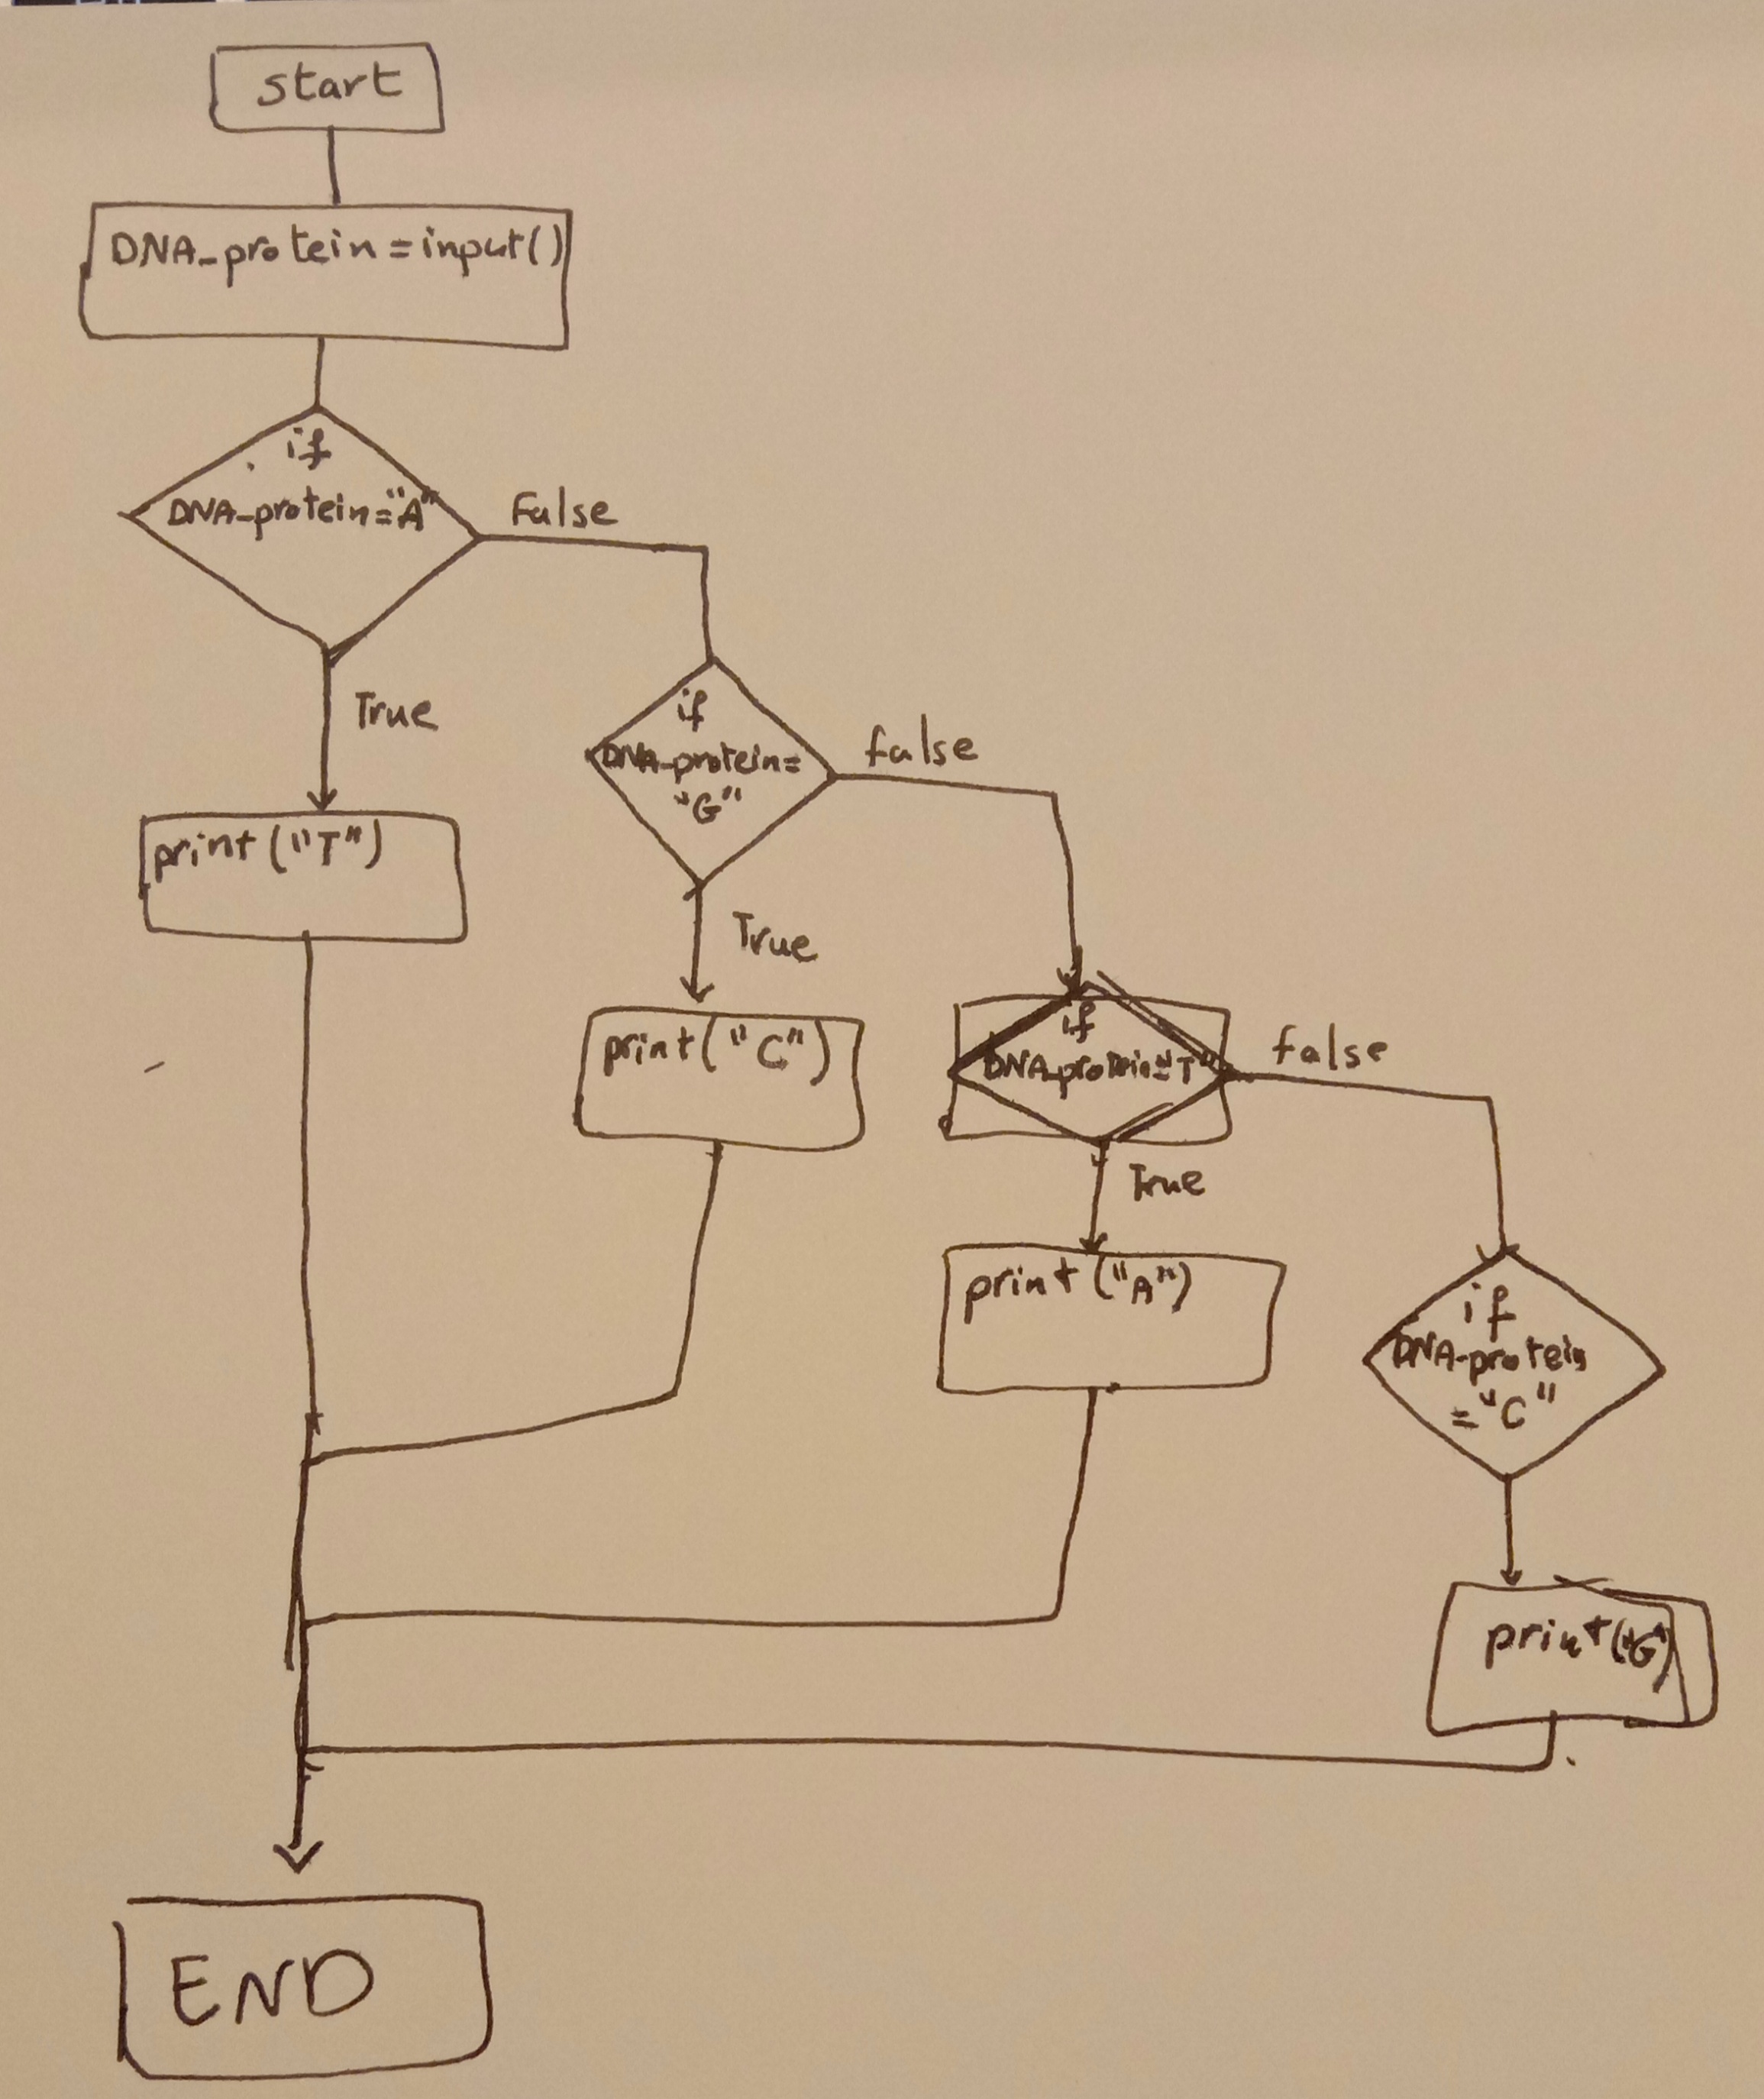 start
DNA_protein=input()
if
DNA_protein="A"
False
True
print("T")
if
DNA_protein=
"G"
false
True
print("C")
if
DNA_protein="T"
false
True
print("A")
if
DNA_protein
="C"
print("G")
END